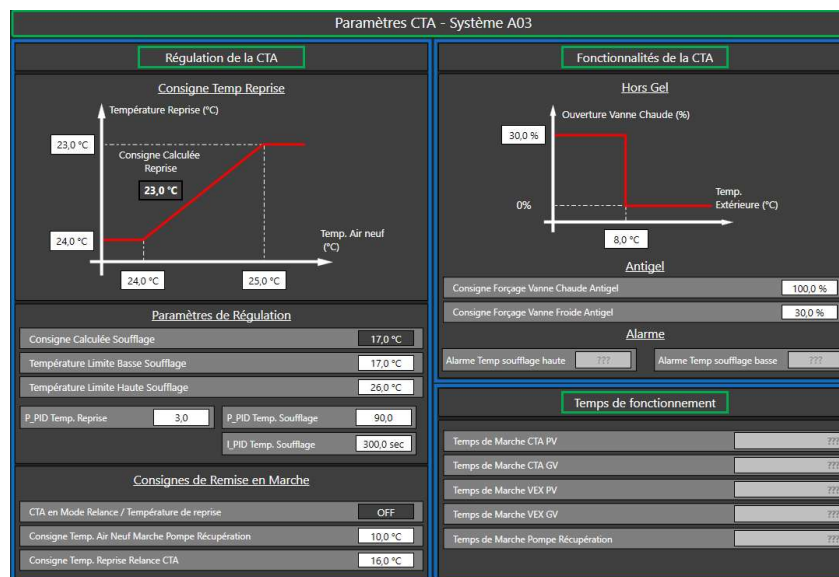 Paramètres CTA - Système A03
Régulation de la CTA
Consigne Temp Reprise
Température Reprise (°C)
23,0 °C
Consigne Calculée
Reprise
23,0 °C
Temp. Air neuf
(°C)
24,0 °C
24,0 °C
25,0 °C
Paramètres de Régulation
Consigne Calculée Soufflage 17,0 °C
Température Limite Basse Soufflage 17,0 °C
Température Limite Haute Soufflage 26,0 °C
P_PID Temp. Reprise 3,0 P_PID Temp. Soufflage 90,0
I_PID Temp. Soufflage 300,0 sec
Consignes de Remise en Marche
CTA en Mode Relance / Température de reprise OFF
Consigne Temp. Air Neuf Marche Pompe Récupération 10,0 °C
Consigne Temp. Reprise Relance CTA 16,0 °C
Fonctionnalités de la CTA
Hors Gel
Ouverture Vanne Chaude (%)
30,0 %
Temp.
Extérieure (°C)
0%
8,0 °C
Antigel
Consigne Forçage Vanne Chaude Antigel 100,0 %
Consigne Forçage Vanne Froide Antigel 30,0 %
Alarme
Alarme Temp soufflage haute ??? Alarme Temp soufflage basse ???
Temps de fonctionnement
Temps de Marche CTA PV ???
Temps de Marche CTA GV ???
Temps de Marche VEX PV ???
Temps de Marche VEX GV ???
Temps de Marche Pompe Récupération ???